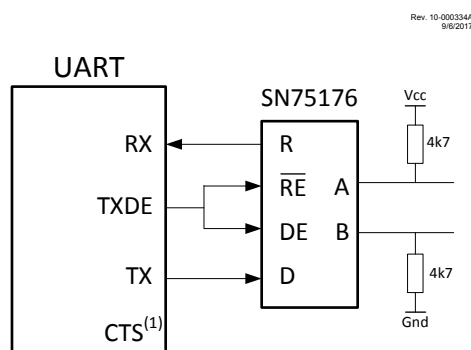 Rev. 10-000334A
9/6/2017
UART
SN75176
Vcc
4k7
RX
R
TXDE
RE
A
DE
B
TX
D
4k7
CTS(1)
Gnd